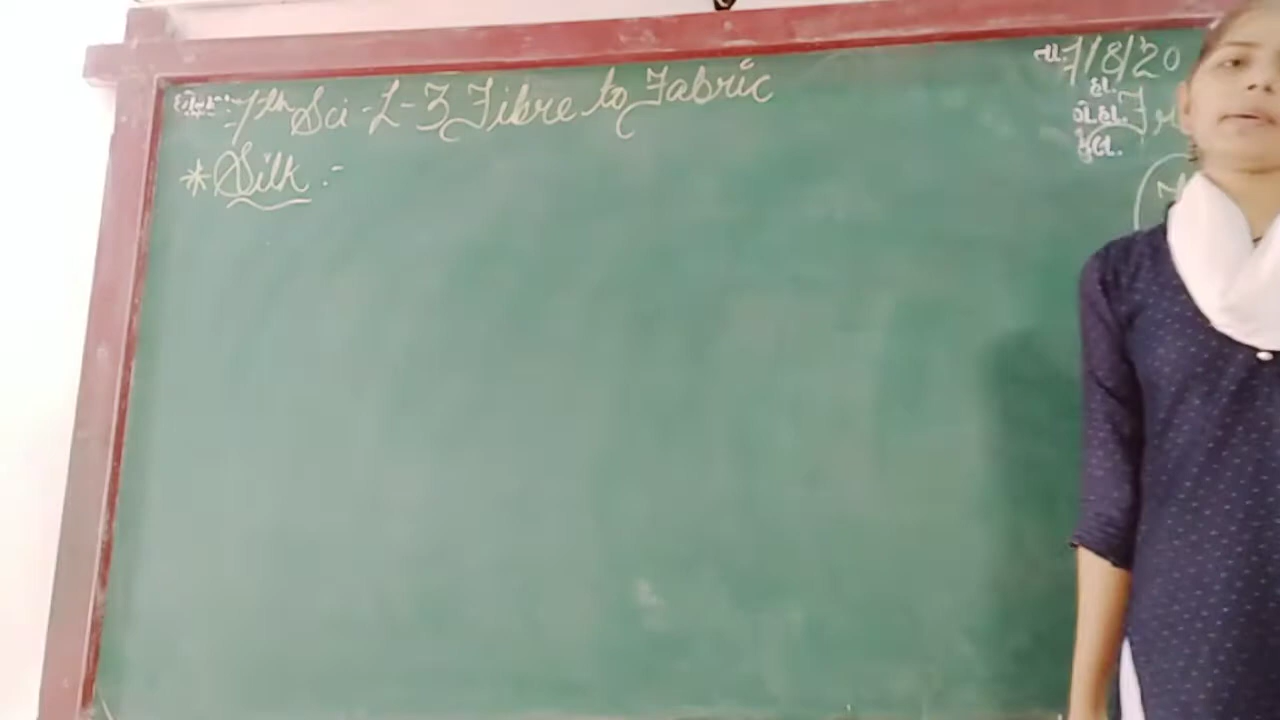 7th Sci - L-3 Fibre to Fabric
* Silk :-
તા. 7/8/20
હા.
ગે.હા.
કુલ.